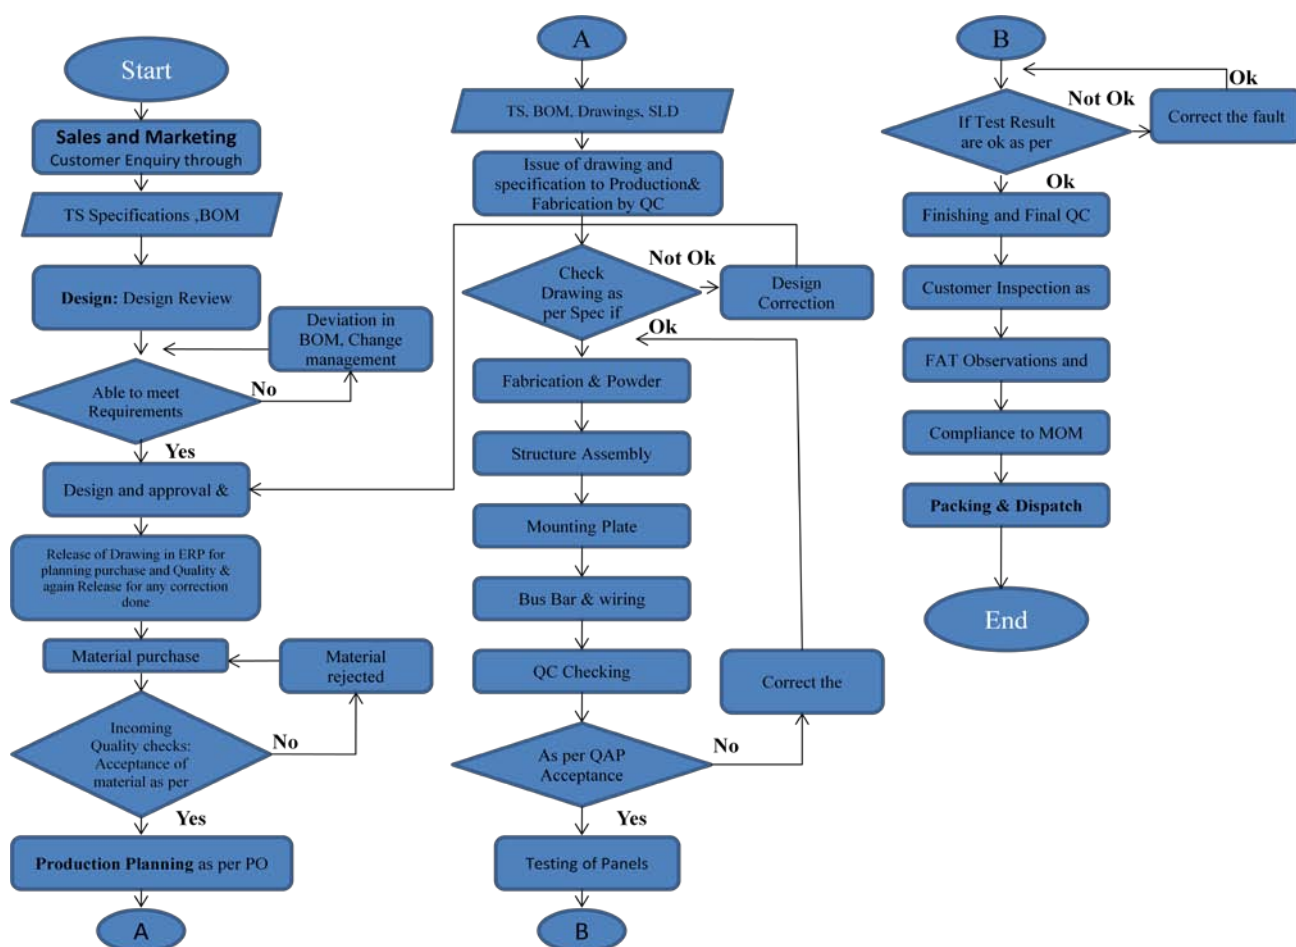 Start
Sales and Marketing
Customer Enquiry through
TS Specifications ,BOM
Design: Design Review
Deviation in
BOM, Change
management
Able to meet
Requirements
No
Yes
Design and approval &
Release of Drawing in ERP for
planning purchase and Quality &
again Release for any correction
done
Material purchase
Material
rejected
Incoming
Quality checks:
Acceptance of
material as per
No
Yes
Production Planning as per PO
A
A
TS, BOM, Drawings, SLD
Issue of drawing and
specification to Production&
Fabrication by QC
Check
Drawing as
per Spec if
Not Ok
Design
Correction
Ok
Fabrication & Powder
Structure Assembly
Mounting Plate
Bus Bar & wiring
QC Checking
Correct the
As per QAP
Acceptance
No
Yes
Testing of Panels
B
B
If Test Result
are ok as per
Not Ok
Ok
Correct the fault
Ok
Finishing and Final QC
Customer Inspection as
FAT Observations and
Compliance to MOM
Packing & Dispatch
End